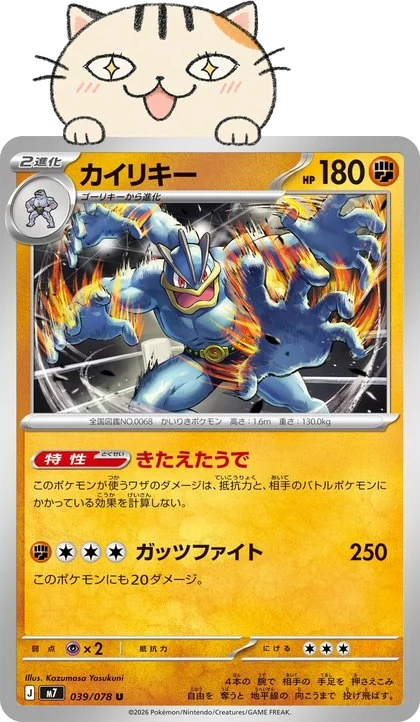 2進化 カイリキー HP 180
ゴーリキーから進化
全国図鑑NO.0068 かいりきポケモン 高さ:1.6m 重さ:130.0kg
特性 とくせい きたえたうで
このポケモンが使うワザのダメージは、抵抗力と、相手のバトルポケモンに
かかっている効果を計算しない。
ガッツファイト 250
このポケモンにも20ダメージ。
弱点 ×2 抵抗力 にげる
Illus. Kazumasa Yasukuni
J M7 039/078 U
4本の 腕で 相手の 手足を 押さえこみ
自由を 奪うと 地平線の 向こうまで 投げ飛ばす。
©2026 Pokémon/Nintendo/Creatures/GAME FREAK.